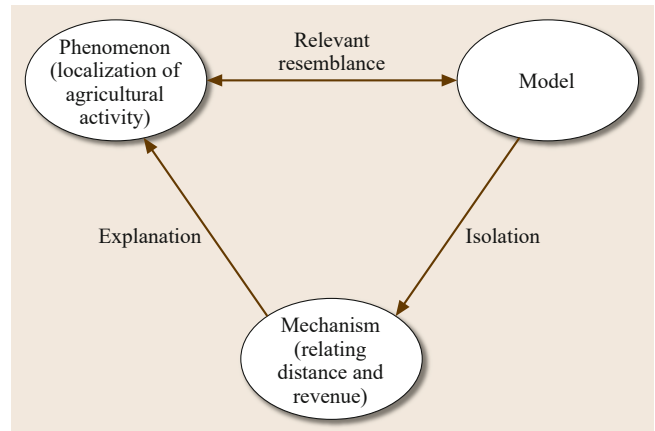 Phenomenon
(localization of
agricultural
activity)
Relevant
resemblance
Model
Explanation
Isolation
Mechanism
(relating
distance and
revenue)